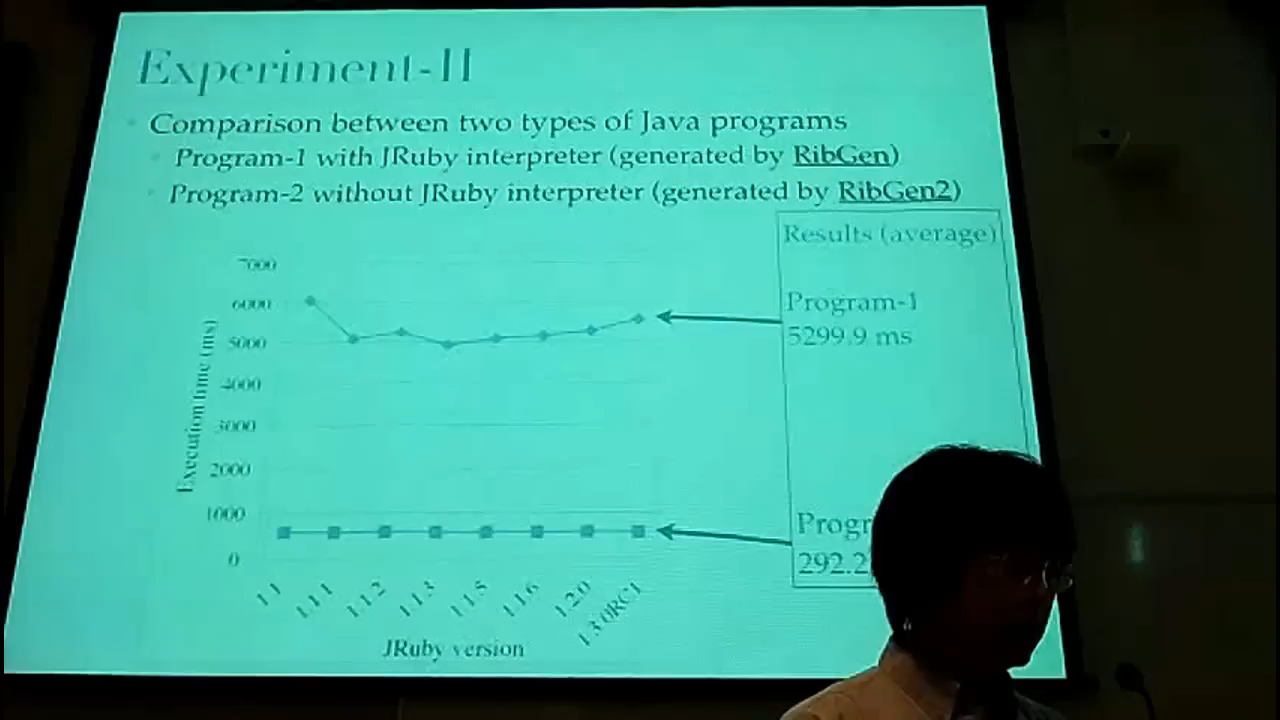 Experiment-II
Comparison between two types of Java programs
Program-1 with JRuby interpreter (generated by RibGen)
Program-2 without JRuby interpreter (generated by RibGen2)
Results (average)
Program-1
5299.9 ms
292.2
7000
6000
5000
4000
3000
2000
1000
0
Execution time (ms)
1.1
1.1.1
1.1.2
1.1.3
1.1.5
1.1.6
1.2.0
1.3.0RC1
JRuby version